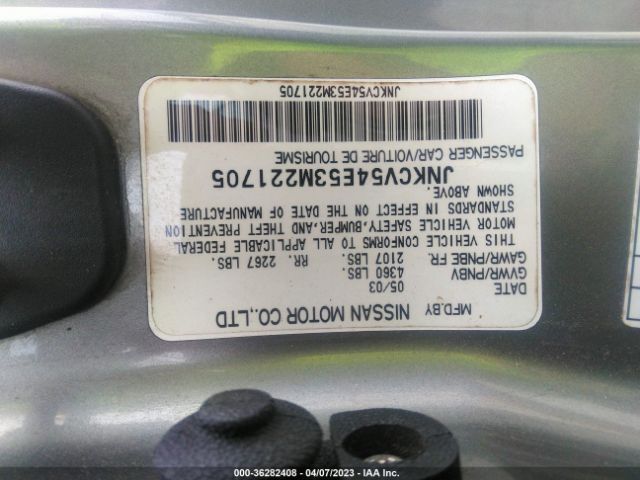 MFD.BY NISSAN MOTOR CO.,LTD
DATE 05/03
GVWR/PNBV 4360 LBS.
GAWR/PNBE FR. 2107 LBS. RR. 2267 LBS.
THIS VEHICLE CONFORMS TO ALL APPLICABLE FEDERAL
MOTOR VEHICLE SAFETY,BUMPER,AND THEFT PREVENTION
STANDARDS IN EFFECT ON THE DATE OF MANUFACTURE
SHOWN ABOVE.
JNKCV54E53M221705
PASSENGER CAR/VOITURE DE TOURISME
JNKCV54E53M221705
000-36282408 - 04/07/2023 - IAA Inc.